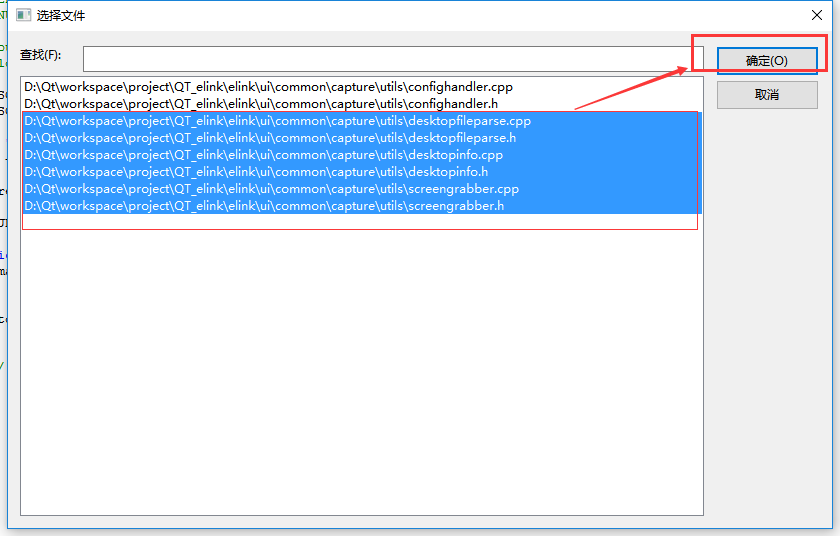 选择文件
查找(F):
确定(O)
取消
D:\Qt\workspace\project\QT_elink\elink\ui\common\capture\utils\confighandler.cpp
D:\Qt\workspace\project\QT_elink\elink\ui\common\capture\utils\confighandler.h
D:\Qt\workspace\project\QT_elink\elink\ui\common\capture\utils\desktopfileparse.cpp
D:\Qt\workspace\project\QT_elink\elink\ui\common\capture\utils\desktopfileparse.h
D:\Qt\workspace\project\QT_elink\elink\ui\common\capture\utils\desktopinfo.cpp
D:\Qt\workspace\project\QT_elink\elink\ui\common\capture\utils\desktopinfo.h
D:\Qt\workspace\project\QT_elink\elink\ui\common\capture\utils\screengrabber.cpp
D:\Qt\workspace\project\QT_elink\elink\ui\common\capture\utils\screengrabber.h